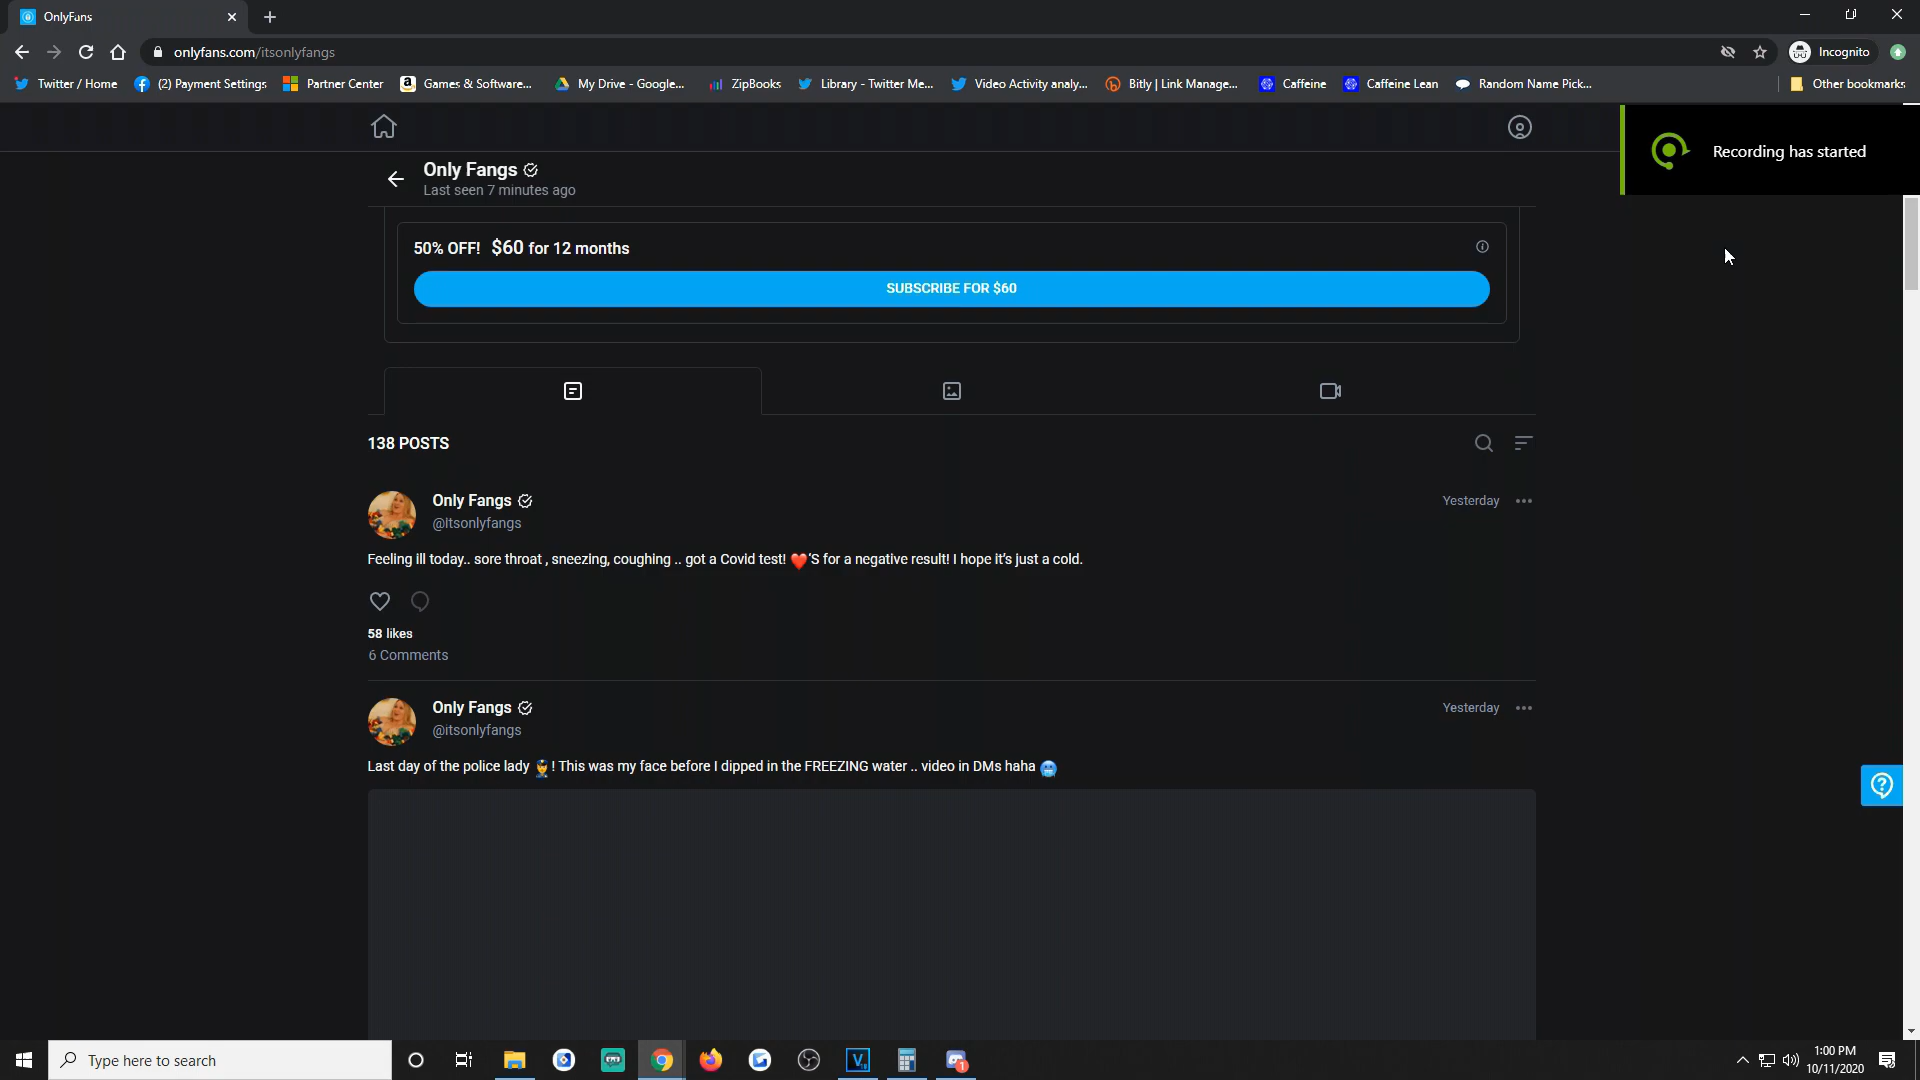 OnlyFans
onlyfans.com/itsonlyfangs
Incognito
Twitter / Home
(2) Payment Settings
Partner Center
Games & Software...
My Drive - Google...
ZipBooks
Library - Twitter Me...
Video Activity analy...
Bitly | Link Manage...
Caffeine
Caffeine Lean
Random Name Pick...
Other bookmarks
Recording has started
Only Fangs
Last seen 7 minutes ago
50% OFF! $60 for 12 months
SUBSCRIBE FOR $60
138 POSTS
Only Fangs
Yesterday
@Itsonlyfangs
Feeling ill today.. sore throat , sneezing, coughing .. got a Covid test! ❤️'S for a negative result! I hope it's just a cold.
58 likes
6 Comments
Only Fangs
Yesterday
@itsonlyfangs
Last day of the police lady 👮! This was my face before I dipped in the FREEZING water .. video in DMs haha 🥶
Type here to search
1
1:00 PM
10/11/2020